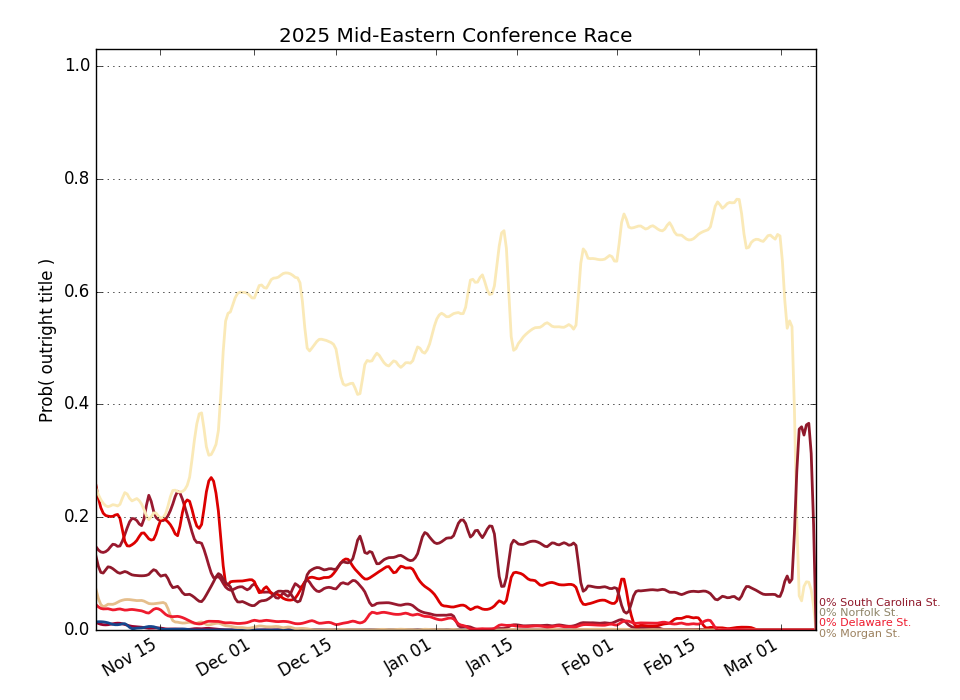 2025 Mid-Eastern Conference Race
Prob( outright title )
1.0
0.8
0.6
0.4
0.2
0.0
Nov 15
Dec 01
Dec 15
Jan 01
Jan 15
Feb 01
Feb 15
Mar 01
0% South Carolina St.
0% Norfolk St.
0% Delaware St.
0% Morgan St.